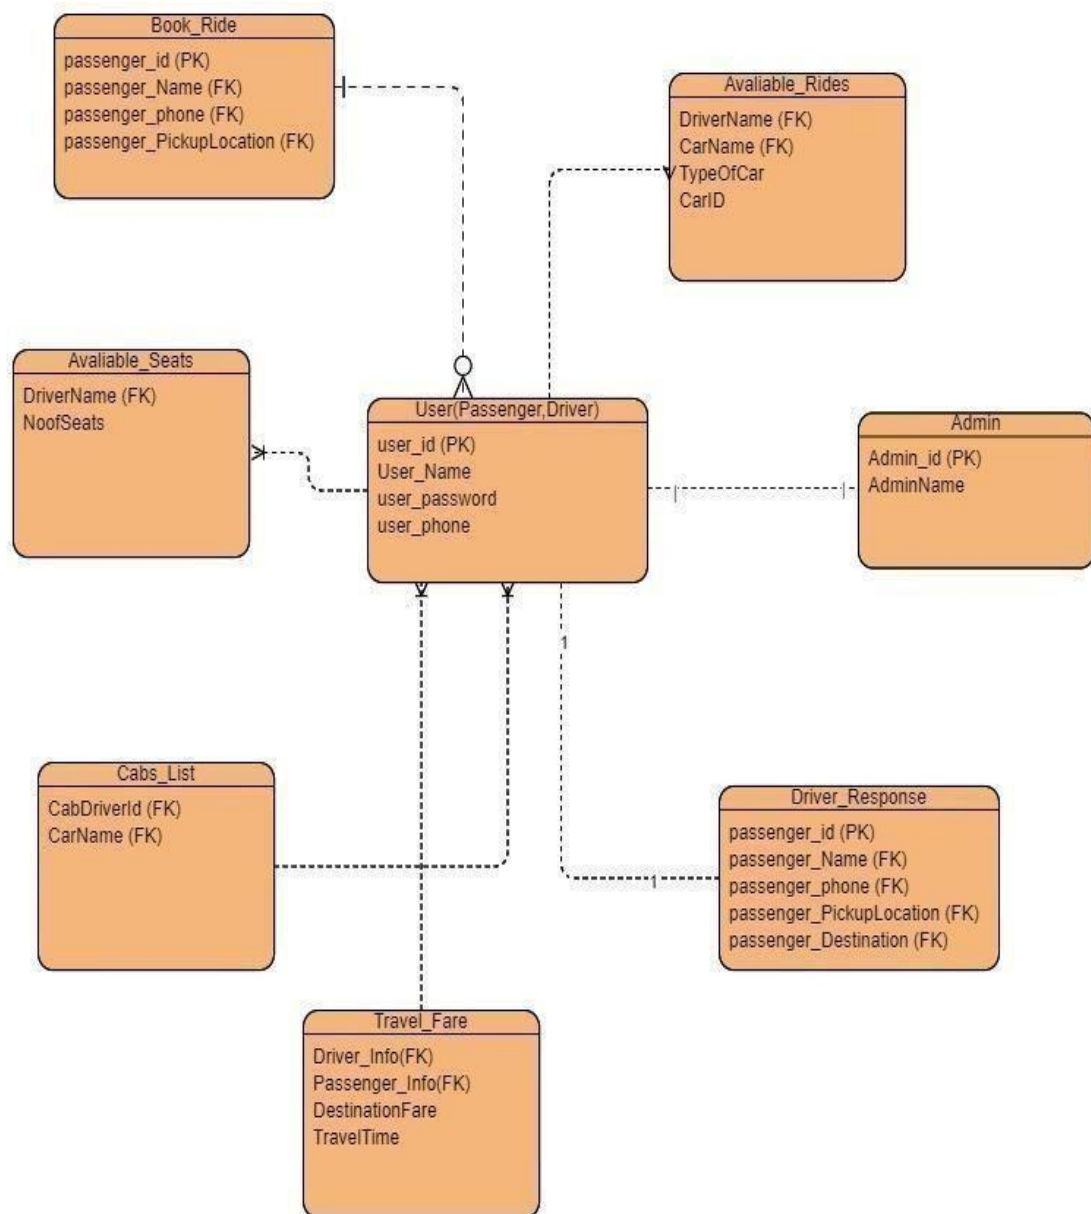 Book_Ride
passenger_id (PK)
passenger_Name (FK)
passenger_phone (FK)
passenger_PickupLocation (FK)
Avaliable_Rides
DriverName (FK)
CarName (FK)
TypeOfCar
CarID
Avaliable_Seats
DriverName (FK)
NoofSeats
User(Passenger,Driver)
user_id (PK)
User_Name
user_password
user_phone
Admin
Admin_id (PK)
AdminName
1
1
Cabs_List
CabDriverId (FK)
CarName (FK)
Driver_Response
passenger_id (PK)
passenger_Name (FK)
passenger_phone (FK)
passenger_PickupLocation (FK)
passenger_Destination (FK)
Travel_Fare
Driver_Info(FK)
Passenger_Info(FK)
DestinationFare
TravelTime